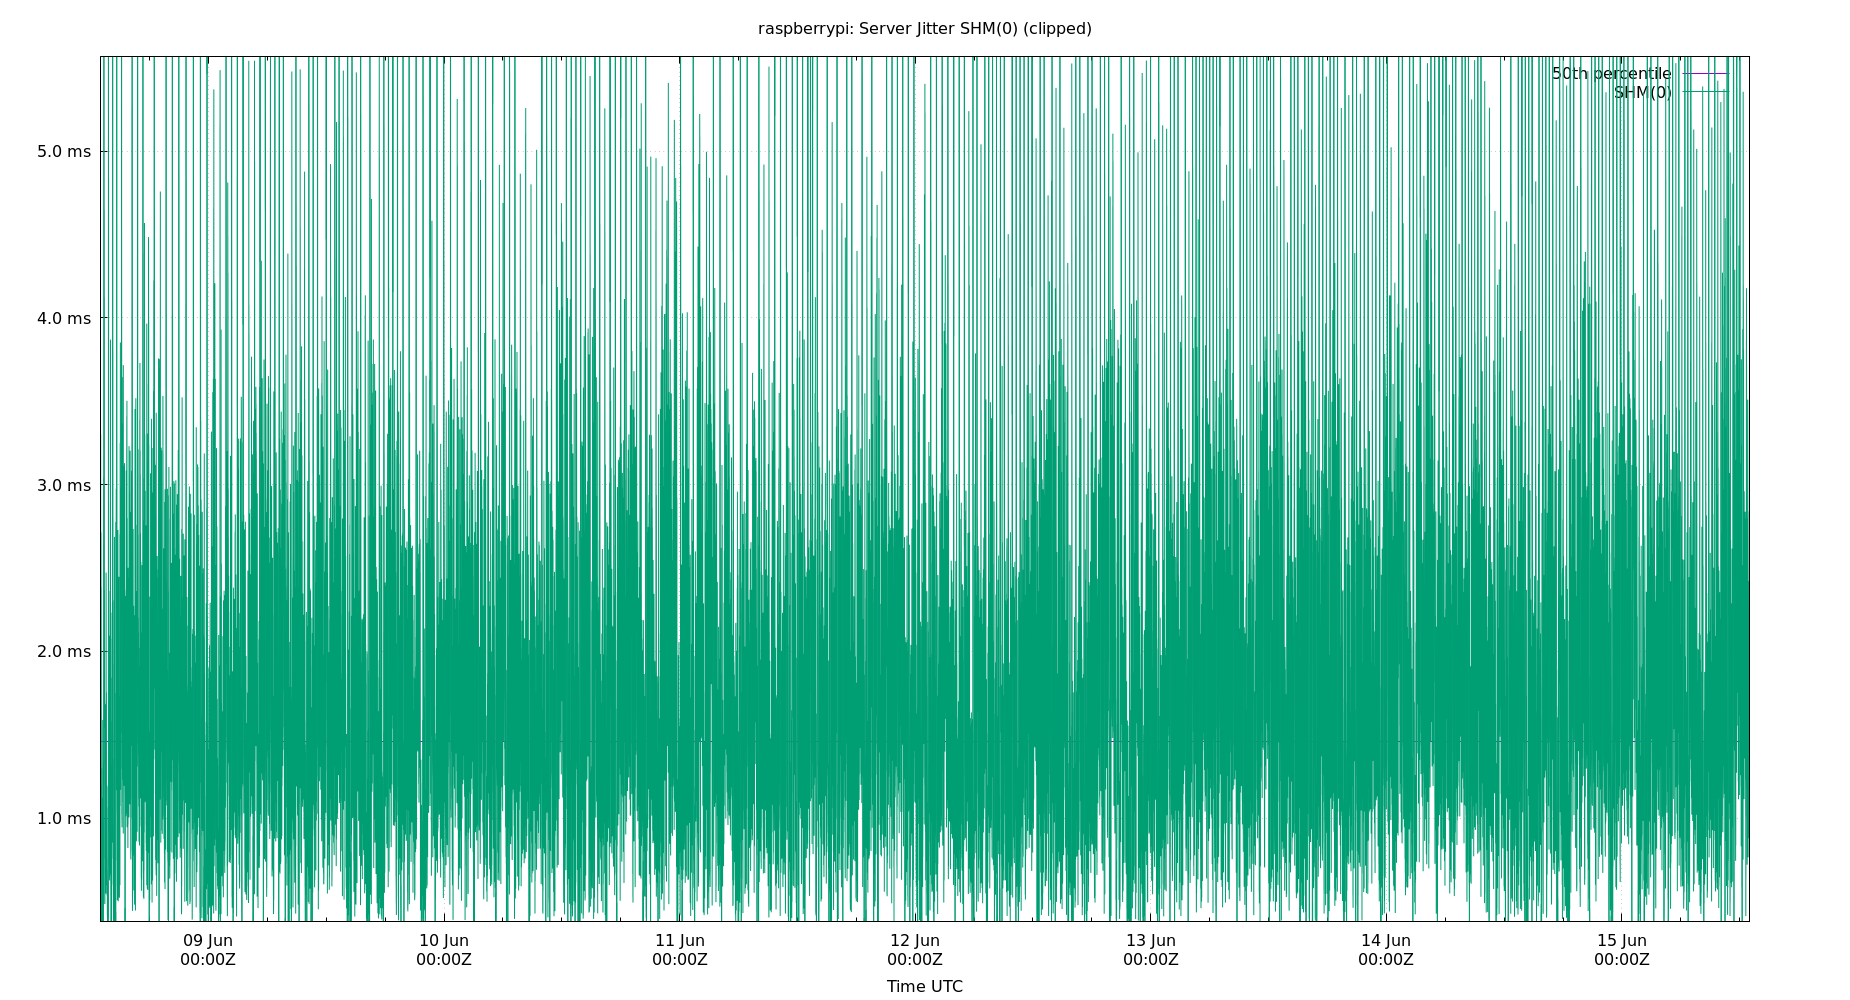 raspberrypi: Server Jitter SHM(0) (clipped)
50th percentile
SHM(0)
5.0 ms
4.0 ms
3.0 ms
2.0 ms
1.0 ms
09 Jun 10 Jun 11 Jun 12 Jun 13 Jun 14 Jun 15 Jun
00:00Z 00:00Z 00:00Z 00:00Z 00:00Z 00:00Z 00:00Z
Time UTC